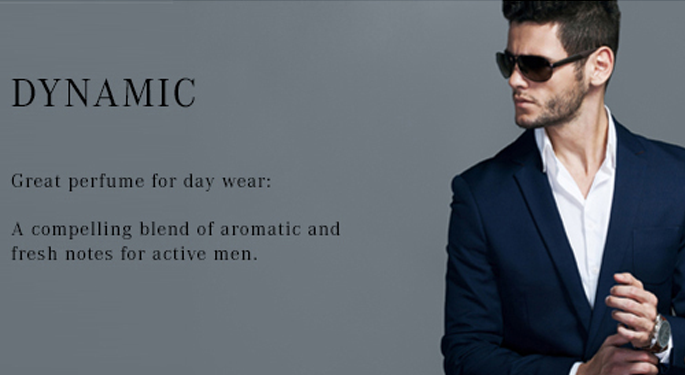 DYNAMIC
Great perfume for day wear:
A compelling blend of aromatic and
fresh notes for active men.